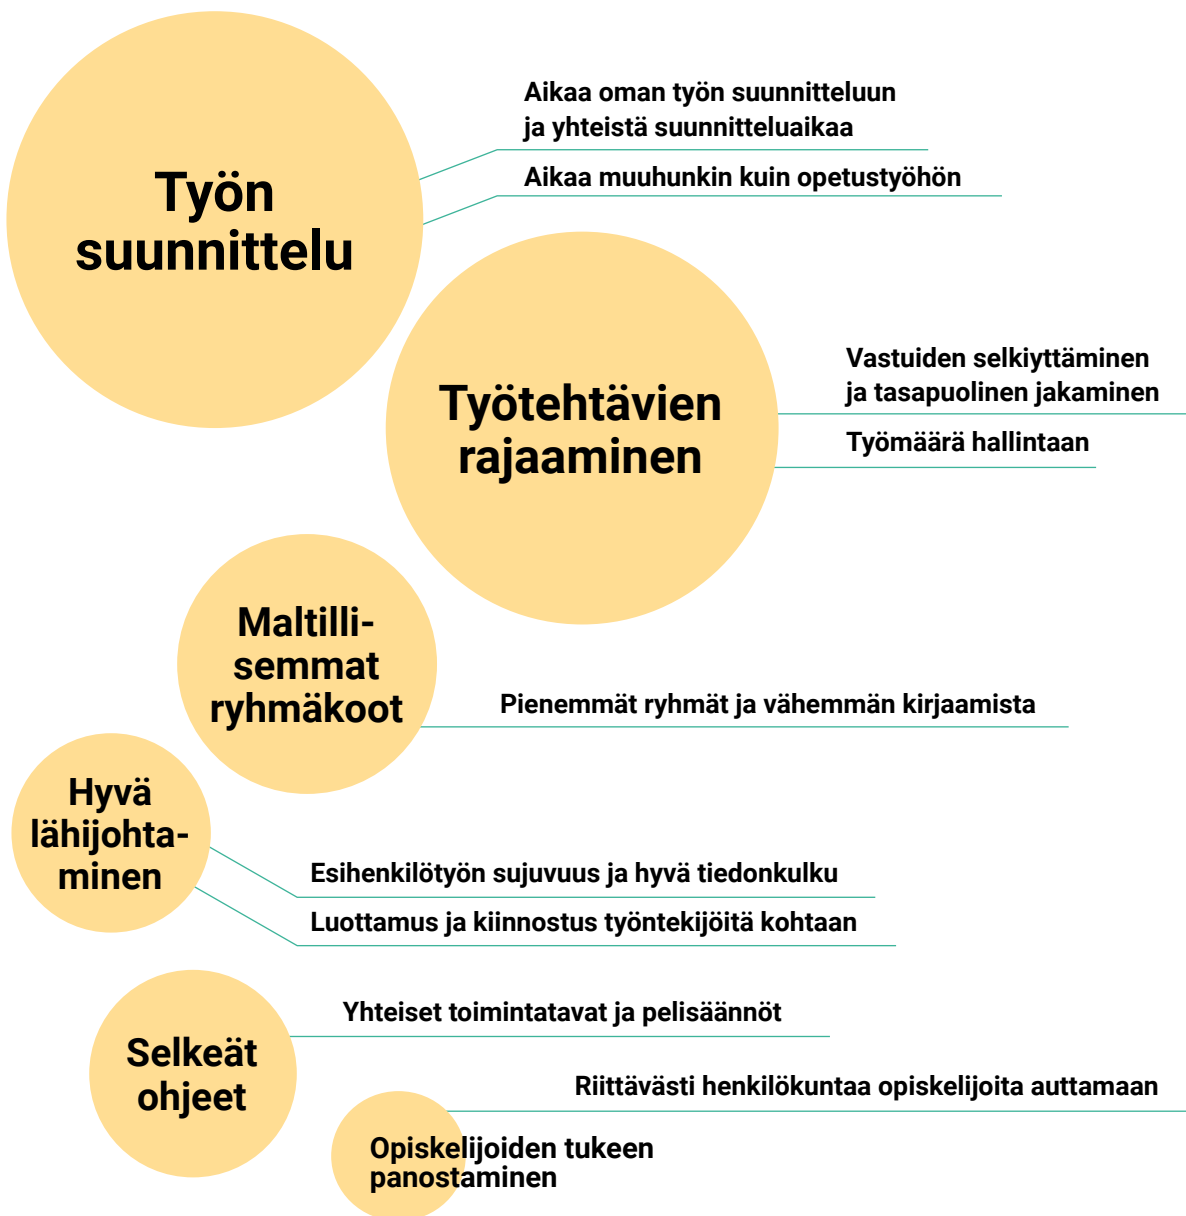 Työn
suunnittelu
Aikaa oman työn suunnitteluun
ja yhteistä suunnitteluaikaa
Aikaa muuhunkin kuin opetustyöhön
Työtehtävien
rajaaminen
Vastuiden selkiyttäminen
ja tasapuolinen jakaminen
Työmäärä hallintaan
Maltilli-
semmat
ryhmäkoot
Pienemmät ryhmät ja vähemmän kirjaamista
Hyvä
lähijohta-
minen
Esihenkilötyön sujuvuus ja hyvä tiedonkulku
Luottamus ja kiinnostus työntekijöitä kohtaan
Selkeät
ohjeet
Yhteiset toimintatavat ja pelisäännöt
Opiskelijoiden tukeen
panostaminen
Riittävästi henkilökuntaa opiskelijoita auttamaan